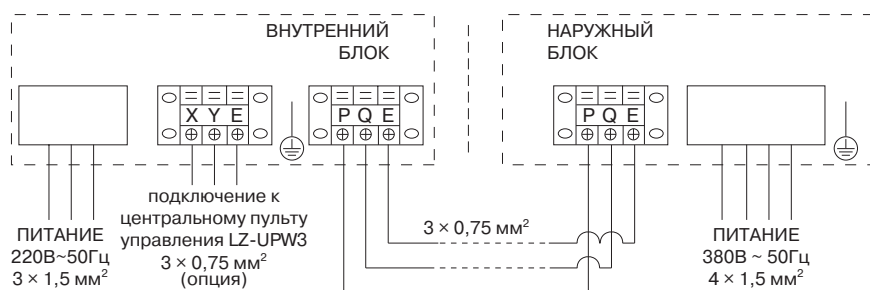 ВНУТРЕННИЙ
БЛОК
НАРУЖНЫЙ
БЛОК
X Y E
P Q E
P Q E
подключение к
центральному пульту
управления LZ-UPW3
3 × 0,75 мм²
(опция)
3 × 0,75 мм²
ПИТАНИЕ
220В~50Гц
3 × 1,5 мм²
ПИТАНИЕ
380В ~ 50Гц
4 × 1,5 мм²